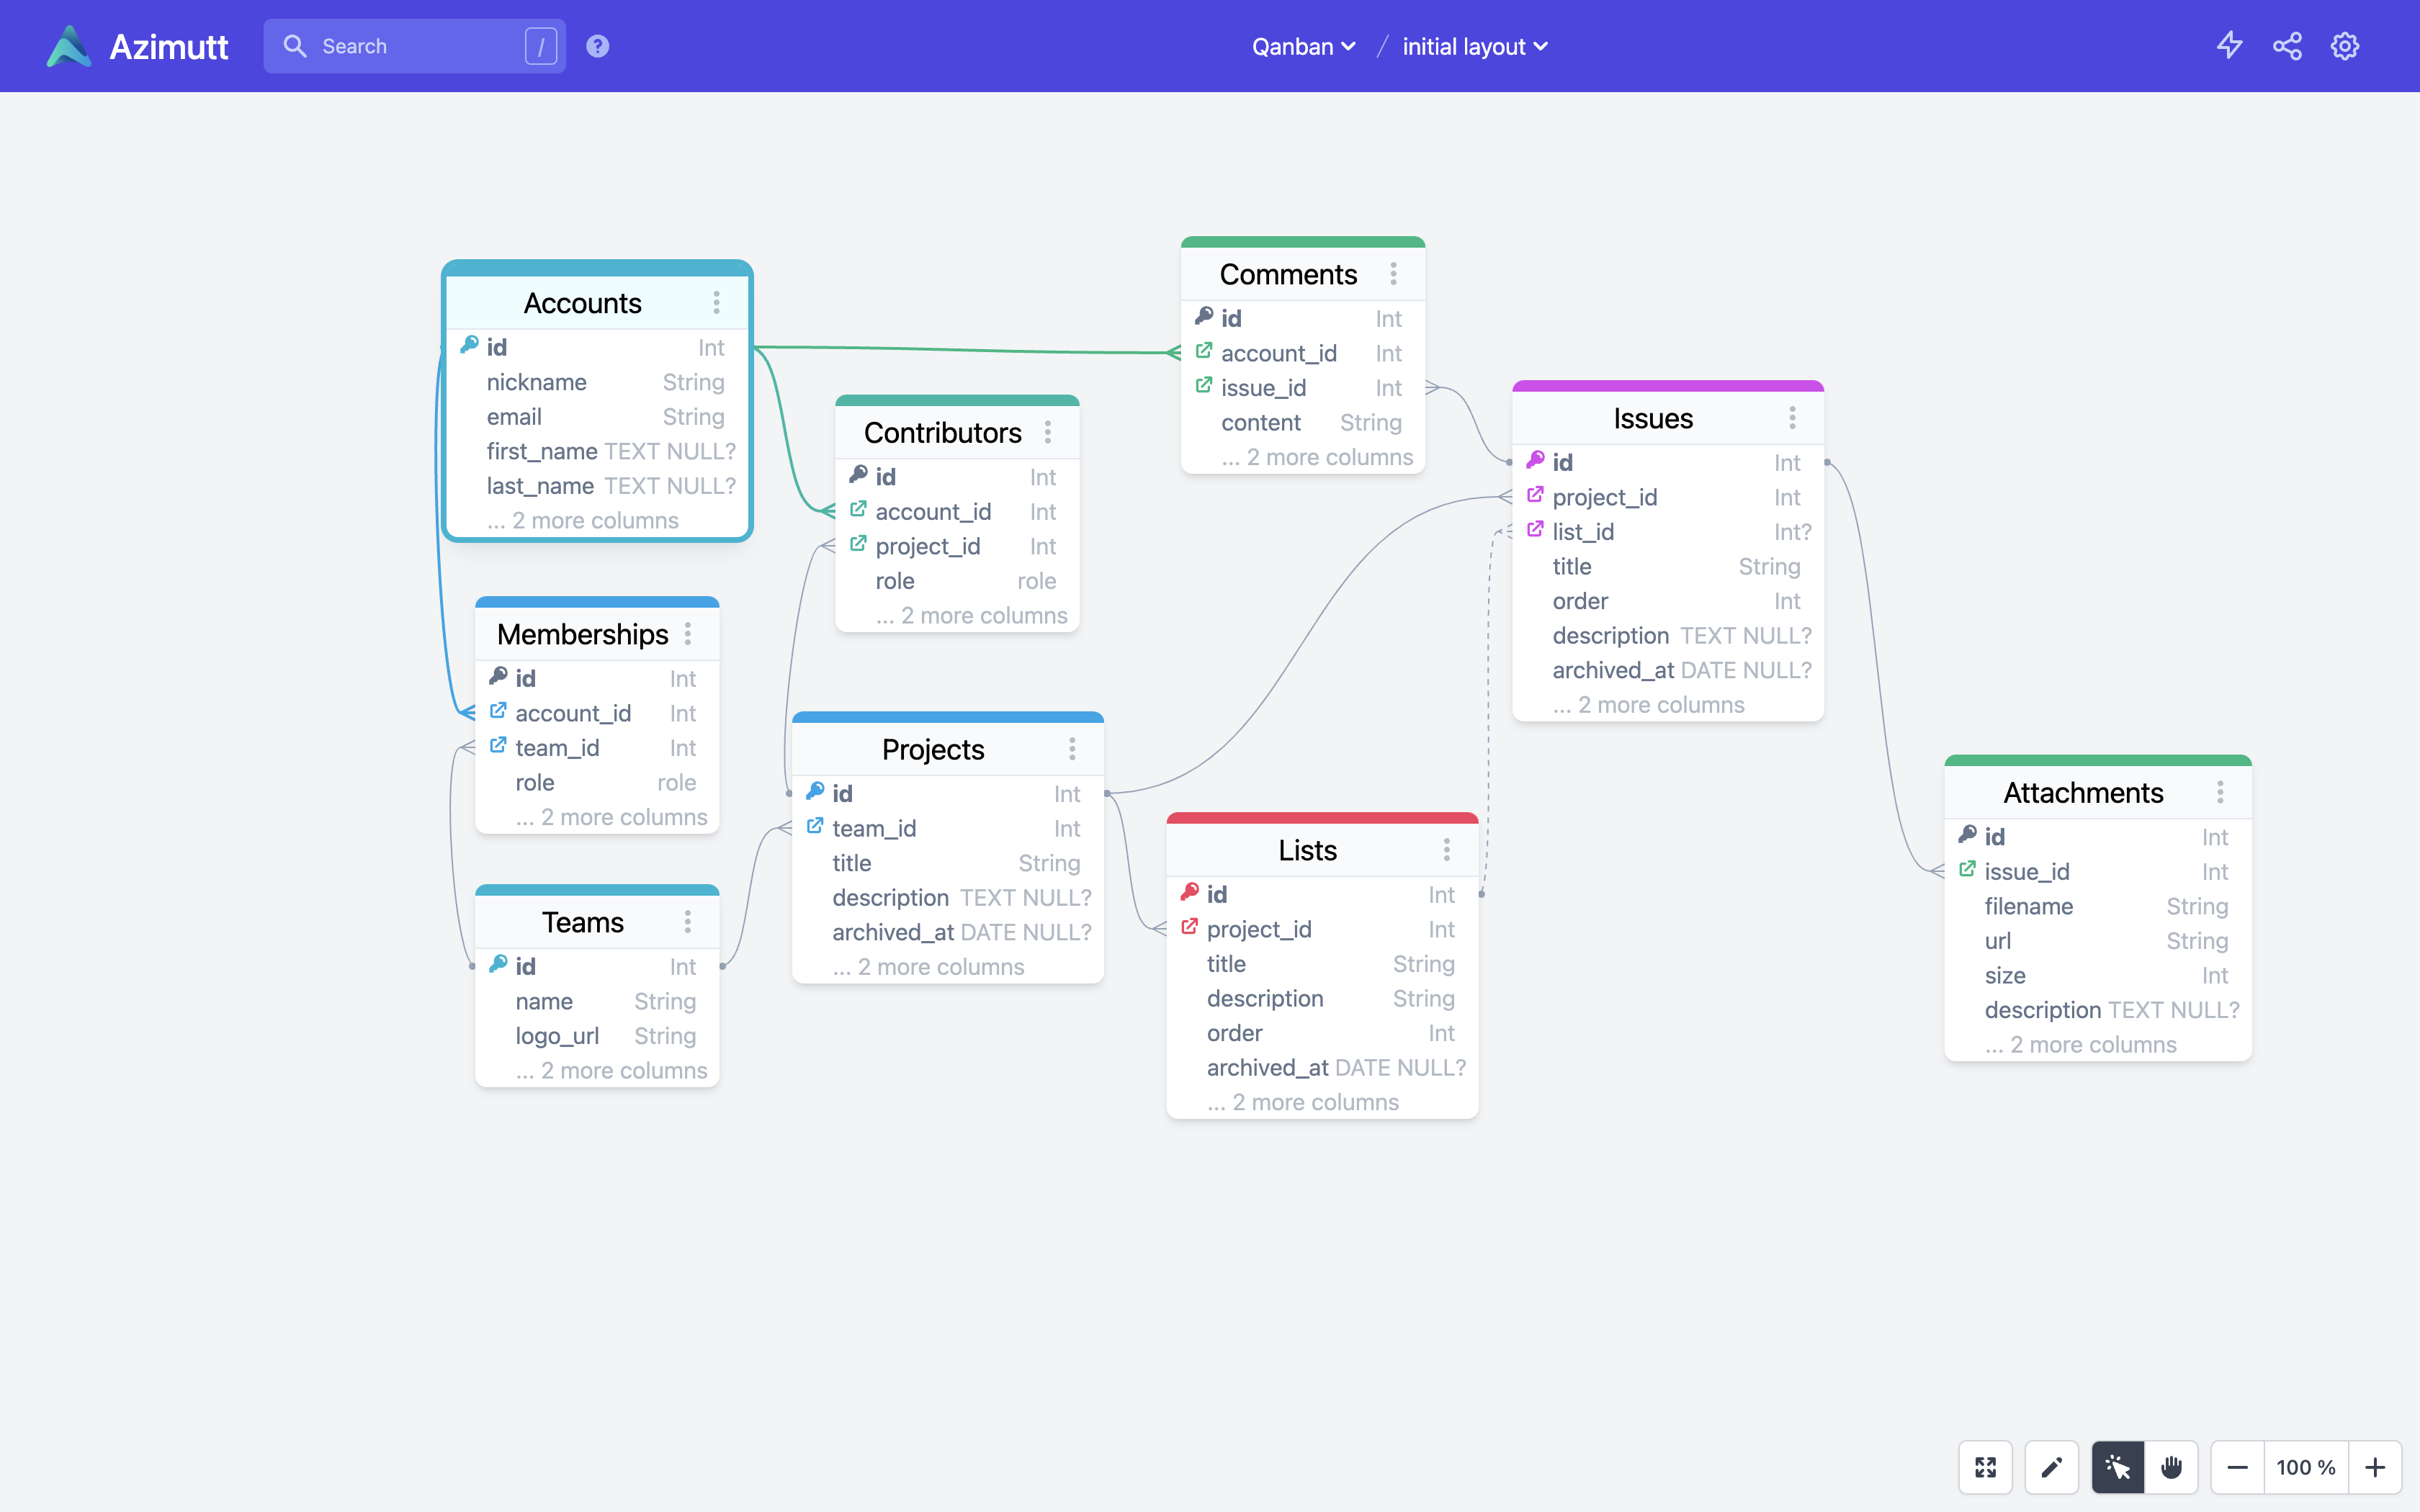 Azimutt
Search /
?
Qanban / initial layout
Accounts
id Int
nickname String
email String
first_name TEXT NULL?
last_name TEXT NULL?
... 2 more columns
Memberships
id Int
account_id Int
team_id Int
role role
... 2 more columns
Teams
id Int
name String
logo_url String
... 2 more columns
Contributors
id Int
account_id Int
project_id Int
role role
... 2 more columns
Projects
id Int
team_id Int
title String
description TEXT NULL?
archived_at DATE NULL?
... 2 more columns
Comments
id Int
account_id Int
issue_id Int
content String
... 2 more columns
Lists
id Int
project_id Int
title String
description String
order Int
archived_at DATE NULL?
... 2 more columns
Issues
id Int
project_id Int
list_id Int?
title String
order Int
description TEXT NULL?
archived_at DATE NULL?
... 2 more columns
Attachments
id Int
issue_id Int
filename String
url String
size Int
description TEXT NULL?
... 2 more columns
100 %